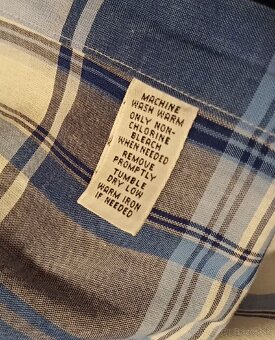 MACHINE
WASH WARM
ONLY NON-
CHLORINE
BLEACH
WHEN NEEDED
REMOVE
PROMPTLY
TUMBLE
DRY LOW
WARM IRON
IF NEEDED